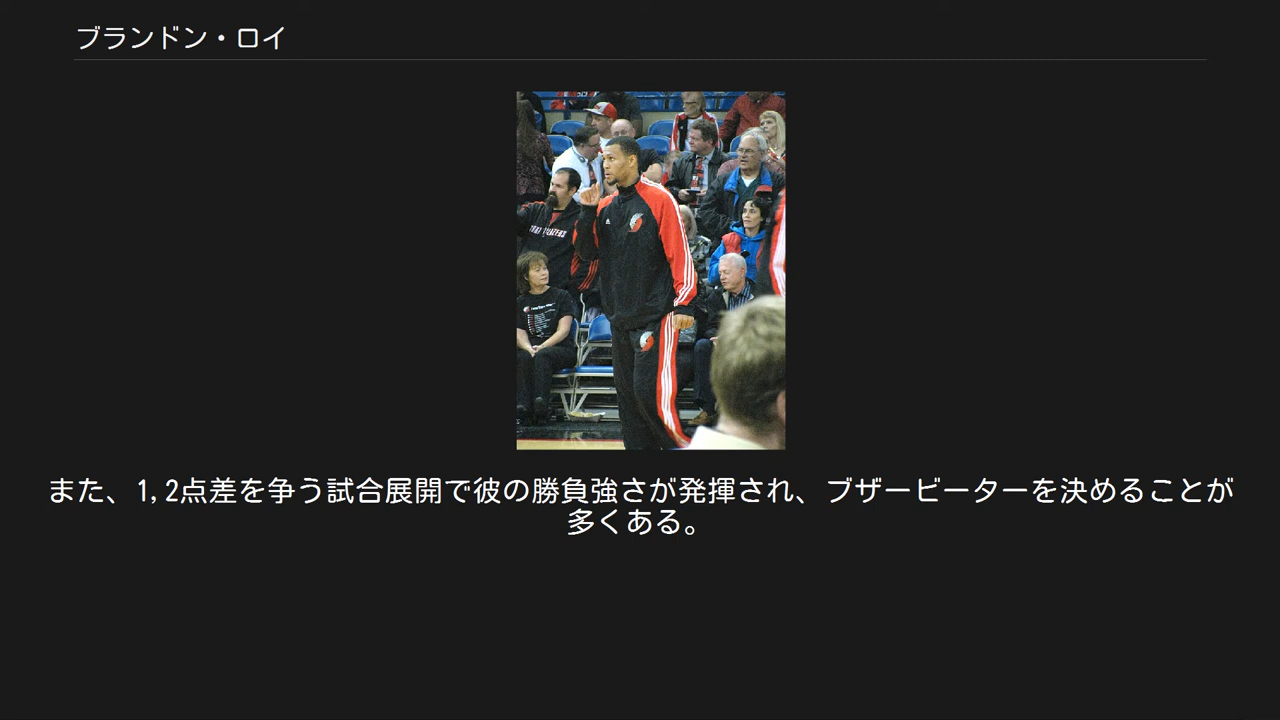 ブランドン・ロイ
また、1,2点差を争う試合展開で彼の勝負強さが発揮され、ブザービーターを決めることが
多くある。